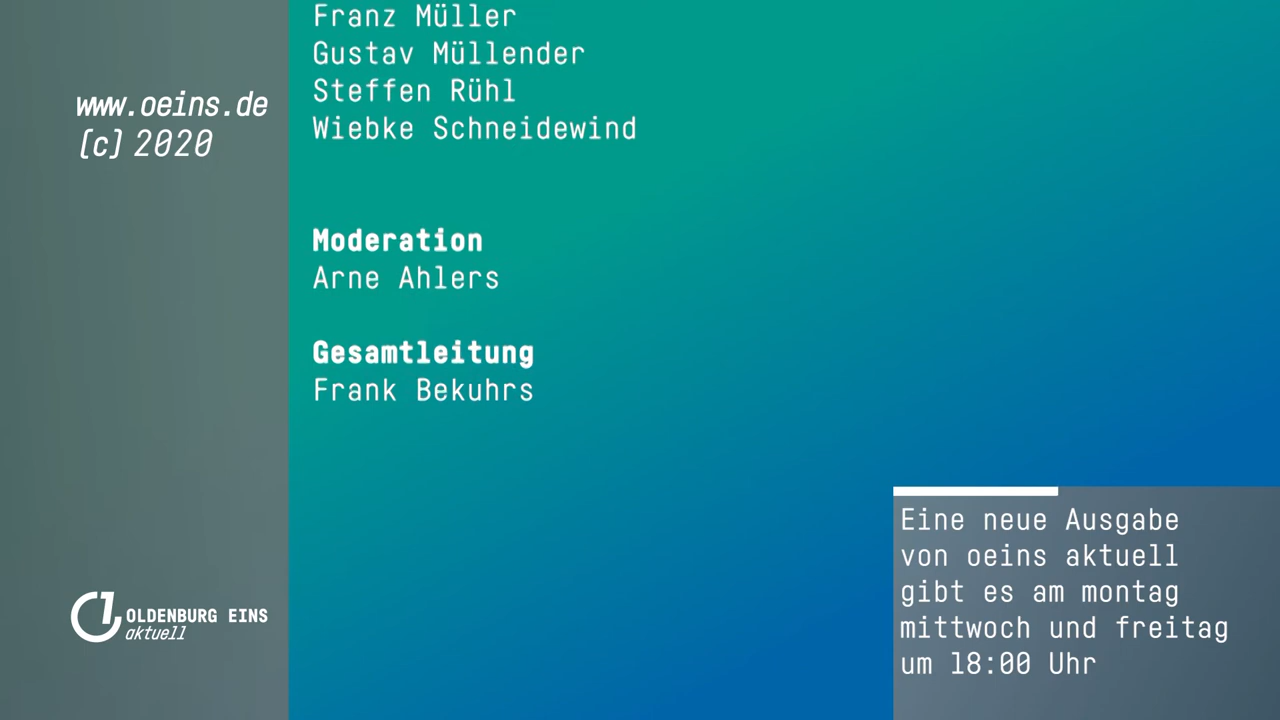 www.oeins.de
[c] 2020
OLDENBURG EINS
aktuell
Franz Müller
Gustav Müllender
Steffen Rühl
Wiebke Schneidewind
Moderation
Arne Ahlers
Gesamtleitung
Frank Bekuhrs
Eine neue Ausgabe
von oeins aktuell
gibt es am montag
mittwoch und freitag
um 18:00 Uhr